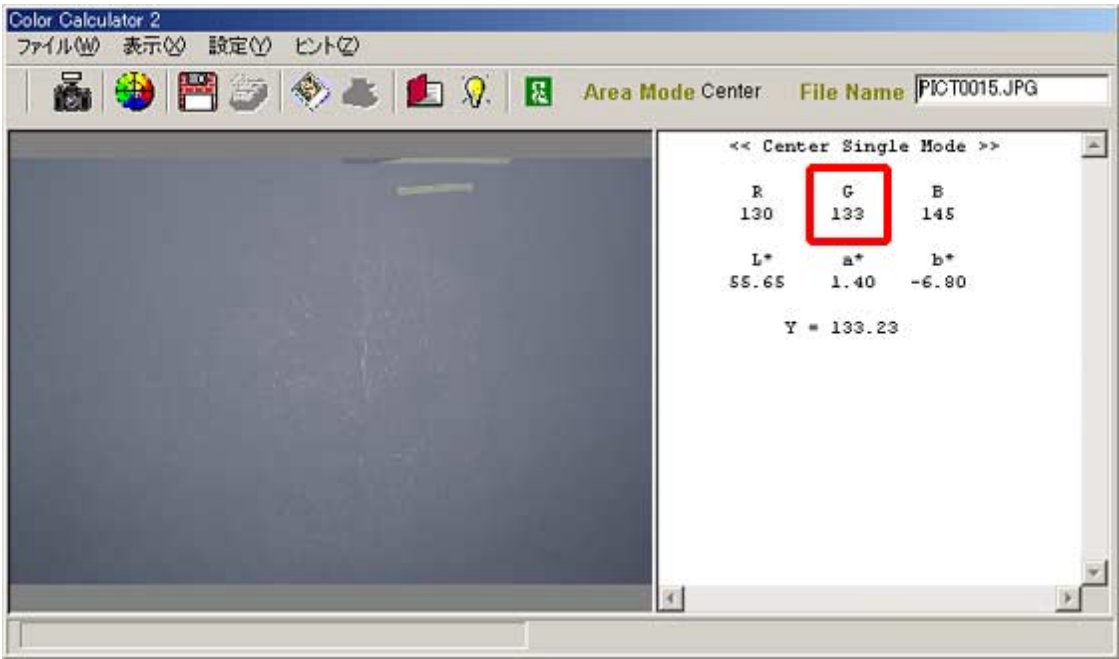 Color Calculator 2
ファイル(W) 表示(X) 設定(Y) ヒント(Z)
Area Mode Center File Name PICT0015.JPG
<< Center Single Mode >>
R G B
130 133 145
L* a* b*
55.65 1.40 -6.80
Y = 133.23